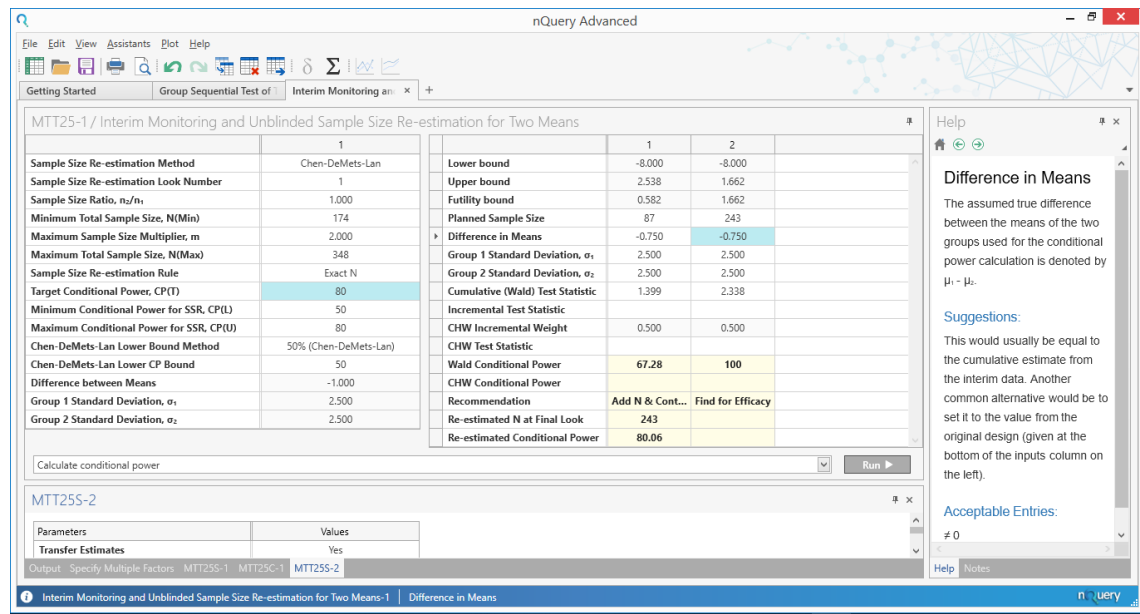 nQuery Advanced
File Edit View Assistants Plot Help
Getting Started Group Sequential Test of Interim Monitoring an
MTT25-1 / Interim Monitoring and Unblinded Sample Size Re-estimation for Two Means
1
Sample Size Re-estimation Method Chen-DeMets-Lan
Sample Size Re-estimation Look Number 1
Sample Size Ratio, n₂/n₁ 1.000
Minimum Total Sample Size, N(Min) 174
Maximum Sample Size Multiplier, m 2.000
Maximum Total Sample Size, N(Max) 348
Sample Size Re-estimation Rule Exact N
Target Conditional Power, CP(T) 80
Minimum Conditional Power for SSR, CP(L) 50
Maximum Conditional Power for SSR, CP(U) 80
Chen-DeMets-Lan Lower Bound Method 50% (Chen-DeMets-Lan)
Chen-DeMets-Lan Lower CP Bound 50
Difference between Means -1.000
Group 1 Standard Deviation, σ₁ 2.500
Group 2 Standard Deviation, σ₂ 2.500
1 2
Lower bound -8.000 -8.000
Upper bound 2.538 1.662
Futility bound 0.582 1.662
Planned Sample Size 87 243
Difference in Means -0.750 -0.750
Group 1 Standard Deviation, σ₁ 2.500 2.500
Group 2 Standard Deviation, σ₂ 2.500 2.500
Cumulative (Wald) Test Statistic 1.399 2.338
Incremental Test Statistic
CHW Incremental Weight 0.500 0.500
CHW Test Statistic
Wald Conditional Power 67.28 100
CHW Conditional Power
Recommendation Add N & Cont... Find for Efficacy
Re-estimated N at Final Look 243
Re-estimated Conditional Power 80.06
Calculate conditional power Run
MTT25S-2
Parameters Values
Transfer Estimates Yes
Output Specify Multiple Factors MTT25S-1 MTT25C-1 MTT25S-2
Help
Difference in Means
The assumed true difference
between the means of the two
groups used for the conditional
power calculation is denoted by
μ₁ - μ₂.
Suggestions:
This would usually be equal to
the cumulative estimate from
the interim data. Another
common alternative would be to
set it to the value from the
original design (given at the
bottom of the inputs column on
the left).
Acceptable Entries:
≠ 0
Help Notes
Interim Monitoring and Unblinded Sample Size Re-estimation for Two Means-1 | Difference in Means
nQuery